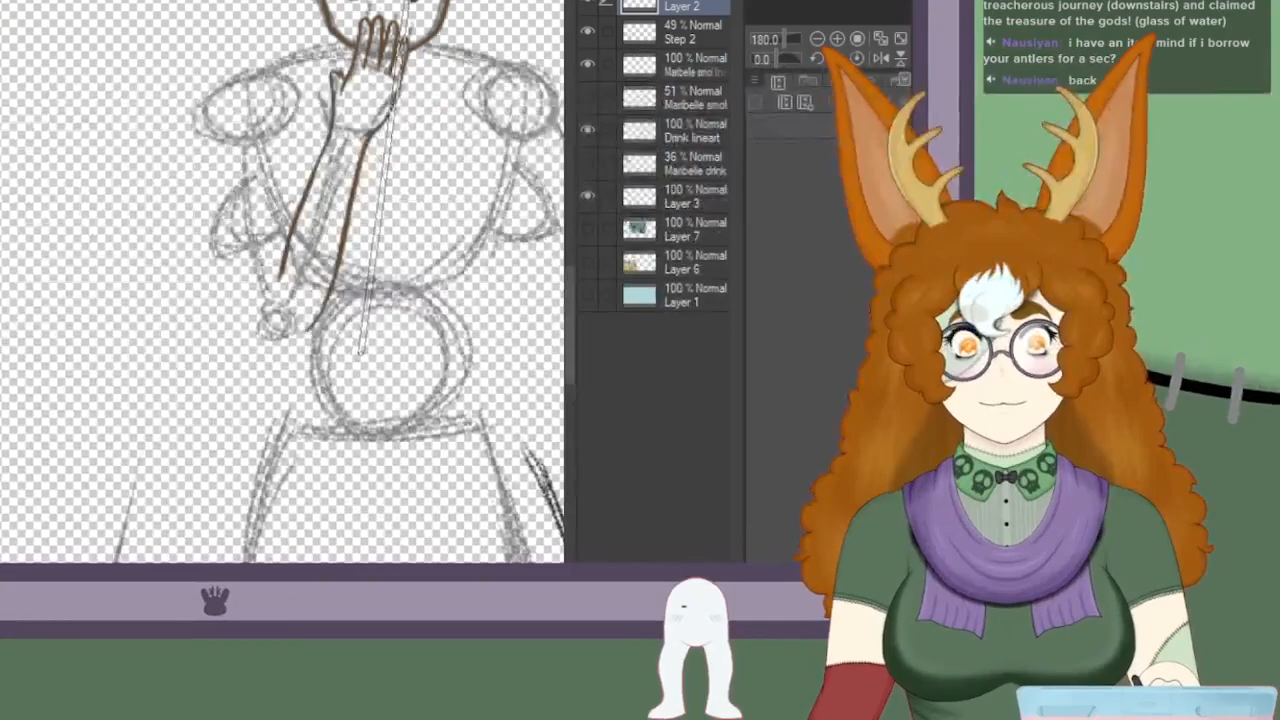 Layer 2
49 % Normal
Step 2
100 % Normal
51 % Normal
100 % Normal
Drink lineart
36 % Normal
100 % Normal
Layer 3
100 % Normal
Layer 7
100 % Normal
Layer 6
100 % Normal
Layer 1
180.0
0.0
treacherous journey (downstairs) and claimed
the treasure of the gods! (glass of water)
Nausiyan: i have an mind if i borrow
your antlers for a sec?
Nausiyan: back